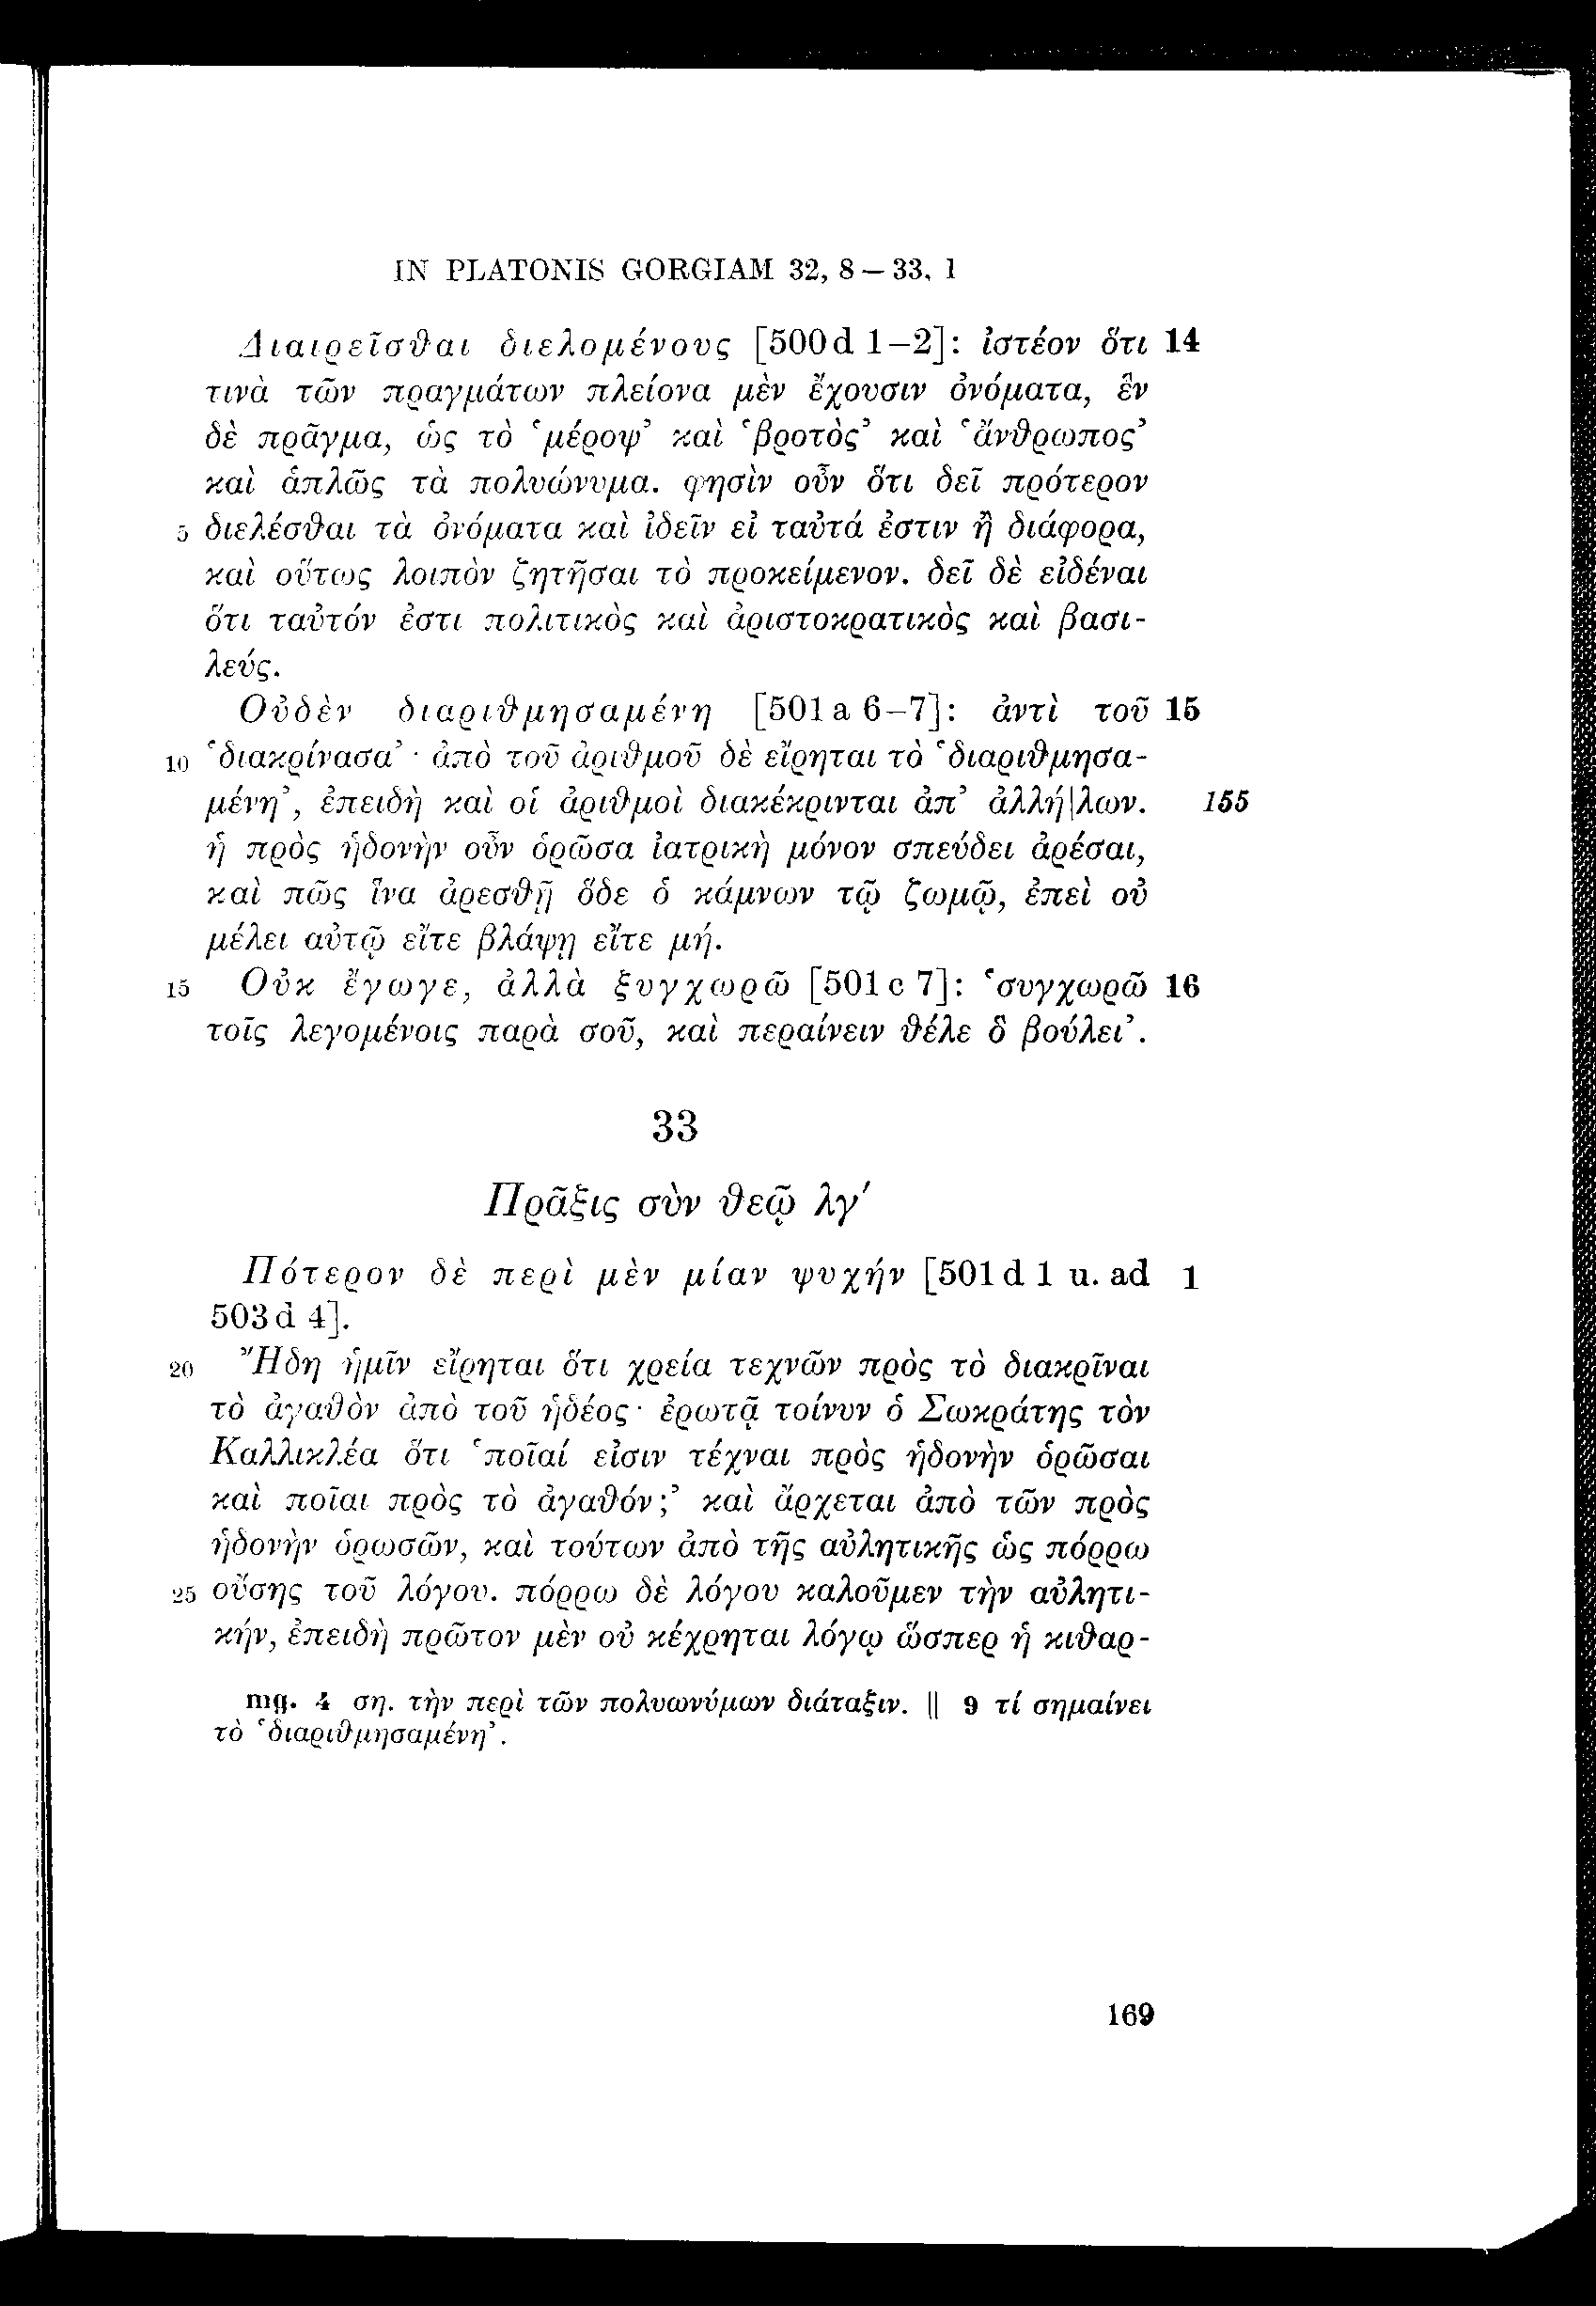 IN PLATONIS GORGIAM 32, 8 – 33, 1
Διαιρεῖσθαι διελομένους [500d 1–2]: ἰστέον ὅτι 14
τινὰ τῶν πραγμάτων πλείονα μὲν ἔχουσιν ὀνόματα, ἓν
δὲ πρᾶγμα, ὡς τὸ ‛μέροψ’ καὶ ‛βροτὸς’ καὶ ‛ἄνθρωπος’
καὶ ἁπλῶς τὰ πολυώνυμα. φησὶν οὖν ὅτι δεῖ πρότερον
5 διελέσθαι τὰ ὀνόματα καὶ ἰδεῖν εἰ ταὐτά ἐστιν ἢ διάφορα,
καὶ οὕτως λοιπὸν ζητῆσαι τὸ προκείμενον. δεῖ δὲ εἰδέναι
ὅτι ταὐτόν ἐστι πολιτικὸς καὶ ἀριστοκρατικὸς καὶ βασι-
λεύς.
Οὐδὲν διαριθμησαμένη [501a 6–7]: ἀντὶ τοῦ 15
10 ‛διακρίνασα’ · ἀπὸ τοῦ ἀριθμοῦ δὲ εἴρηται τὸ ‛διαριθμησα-
μένη’, ἐπειδὴ καὶ οἱ ἀριθμοὶ διακέκρινται ἀπ’ ἀλλή|λων. 155
ἡ πρὸς ἡδονὴν οὖν ὁρῶσα ἰατρικὴ μόνον σπεύδει ἀρέσαι,
καὶ πῶς ἵνα ἀρεσθῇ ὅδε ὁ κάμνων τῷ ζωμῷ, ἐπεὶ οὐ
μέλει αὐτῷ εἴτε βλάψῃ εἴτε μή.
15 Οὐκ ἔγωγε, ἀλλὰ ξυγχωρῶ [501c 7]: ‛συγχωρῶ 16
τοῖς λεγομένοις παρὰ σοῦ, καὶ περαίνειν θέλε ὃ βούλει’.
33
Πρᾶξις σὺν θεῷ λγ′
Πότερον δὲ περὶ μὲν μίαν ψυχήν [501d 1 u. ad 1
503d 4].
20 Ἤδη ἡμῖν εἴρηται ὅτι χρεία τεχνῶν πρὸς τὸ διακρῖναι
τὸ ἀγαθὸν ἀπὸ τοῦ ἡδέος· ἐρωτᾷ τοίνυν ὁ Σωκράτης τὸν
Καλλικλέα ὅτι ‛ποῖαί εἰσιν τέχναι πρὸς ἡδονὴν ὁρῶσαι
καὶ ποῖαι πρὸς τὸ ἀγαθόν;’ καὶ ἄρχεται ἀπὸ τῶν πρὸς
ἡδονὴν ὁρωσῶν, καὶ τούτων ἀπὸ τῆς αὐλητικῆς ὡς πόρρω
25 οὔσης τοῦ λόγου. πόρρω δὲ λόγου καλοῦμεν τὴν αὐλητι-
κήν, ἐπειδὴ πρῶτον μὲν οὐ κέχρηται λόγῳ ὥσπερ ἡ κιθαρ-
mg. 4 ση. τὴν περὶ τῶν πολυωνύμων διάταξιν. || 9 τί σημαίνει
τὸ ‛διαριθμησαμένη’.
169